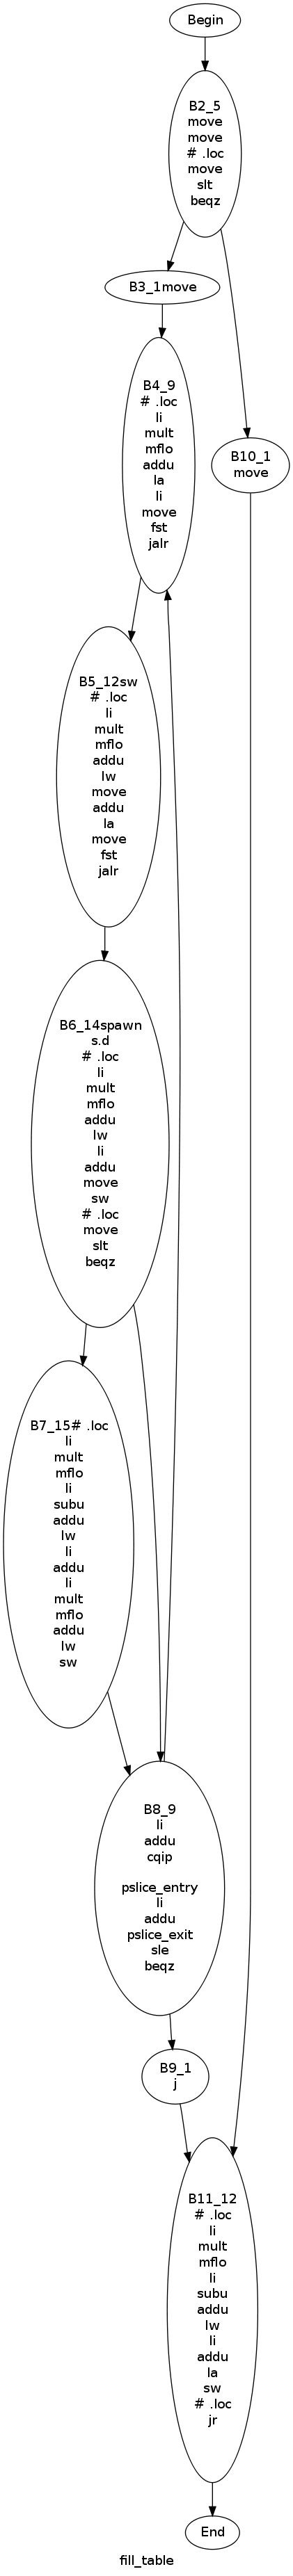 Begin
B2_5
move
move
# .loc
move
slt
beqz
B3_1move
B4_9
# .loc
li
mult
mflo
addu
la
li
move
fst
jalr
B10_1
move
B5_12sw
# .loc
li
mult
mflo
addu
lw
move
addu
la
move
fst
jalr
B6_14spawn
s.d
# .loc
li
mult
mflo
addu
lw
li
addu
move
sw
# .loc
move
slt
beqz
B7_15# .loc
li
mult
mflo
li
subu
addu
lw
li
addu
li
mult
mflo
addu
lw
sw
B8_9
li
addu
cqip
pslice_entry
li
addu
pslice_exit
sle
beqz
B9_1
j
B11_12
# .loc
li
mult
mflo
li
subu
addu
lw
li
addu
la
sw
# .loc
jr
End
fill_table